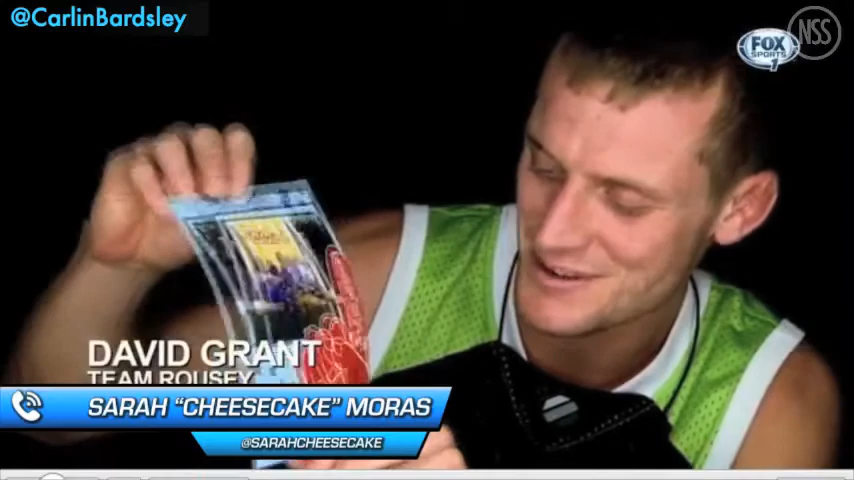 @CarlinBardsley
FOX
SPORTS
1
NSS
DAVID GRANT
TEAM ROUSEY
SARAH "CHEESECAKE" MORAS
@SARAHCHEESECAKE